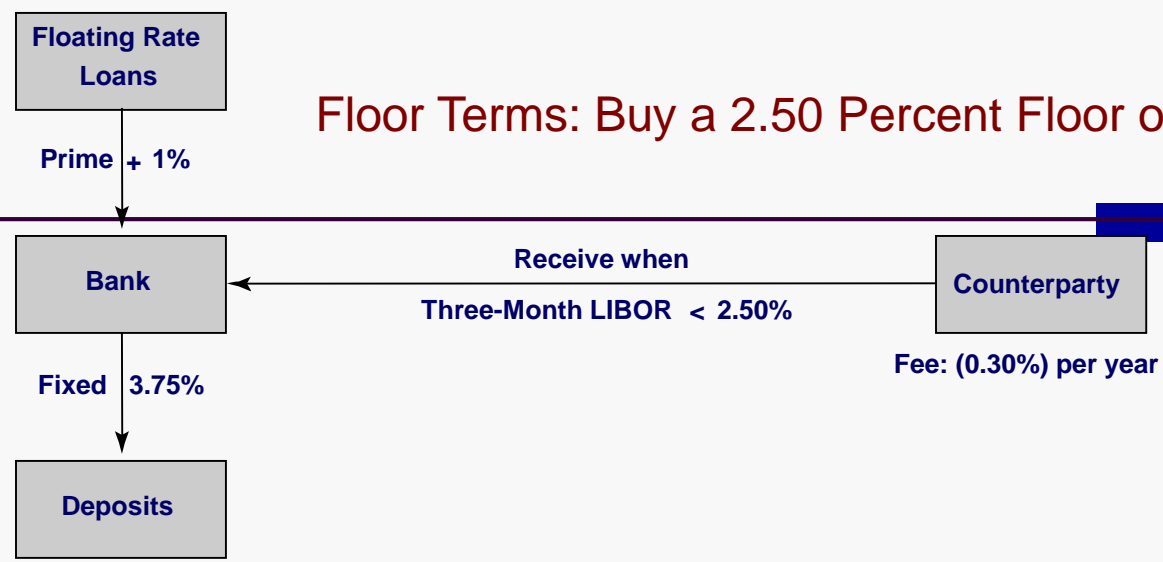 Floating Rate
Loans
Floor Terms: Buy a 2.50 Percent Floor o
Prime + 1%
Bank
Receive when
Three-Month LIBOR < 2.50%
Counterparty
Fee: (0.30%) per year
Fixed 3.75%
Deposits